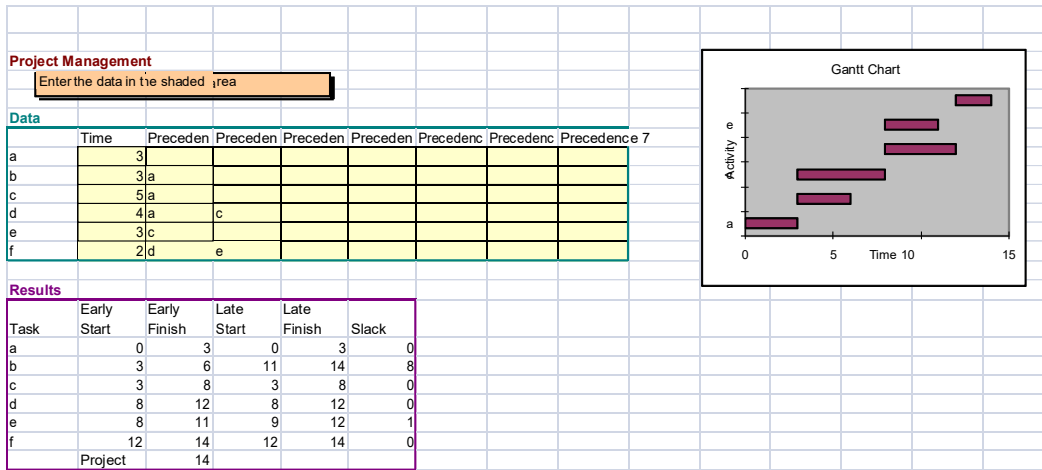 Project Management
Enter the data in the shaded area
Data
Time Preceden Preceden Preceden Preceden Precedenc Precedenc Precedence 7
a 3
b 3 a
c 5 a
d 4 a c
e 3 c
f 2 d e
Results
Early Early Late Late
Task Start Finish Start Finish Slack
a 0 3 0 3 0
b 3 6 11 14 8
c 3 8 3 8 0
d 8 12 8 12 0
e 8 11 9 12 1
f 12 14 12 14 0
Project 14
Gantt Chart
e
Activity
a
0 5 Time 10 15